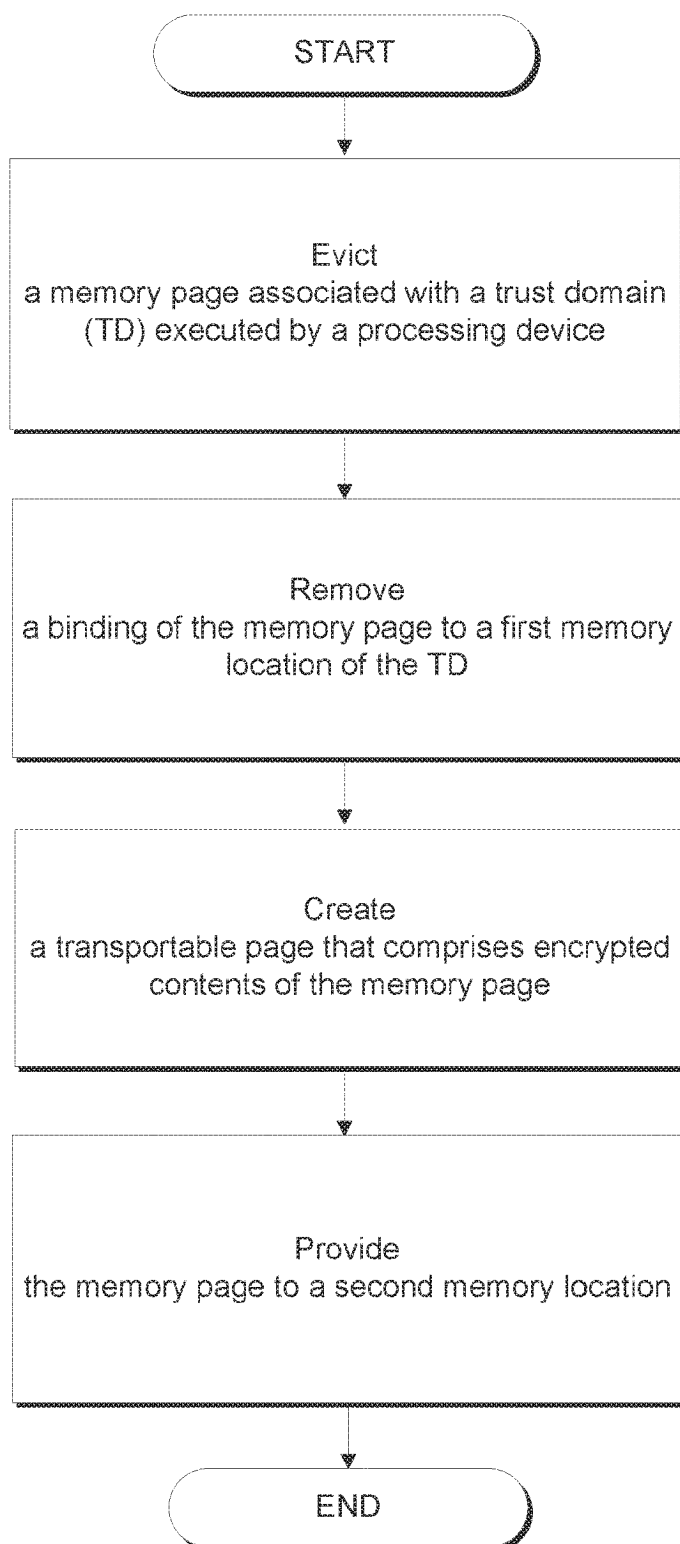 START
Evict
a memory page associated with a trust domain
(TD) executed by a processing device
Remove
a binding of the memory page to a first memory
location of the TD
Create
a transportable page that comprises encrypted
contents of the memory page
Provide
the memory page to a second memory location
END